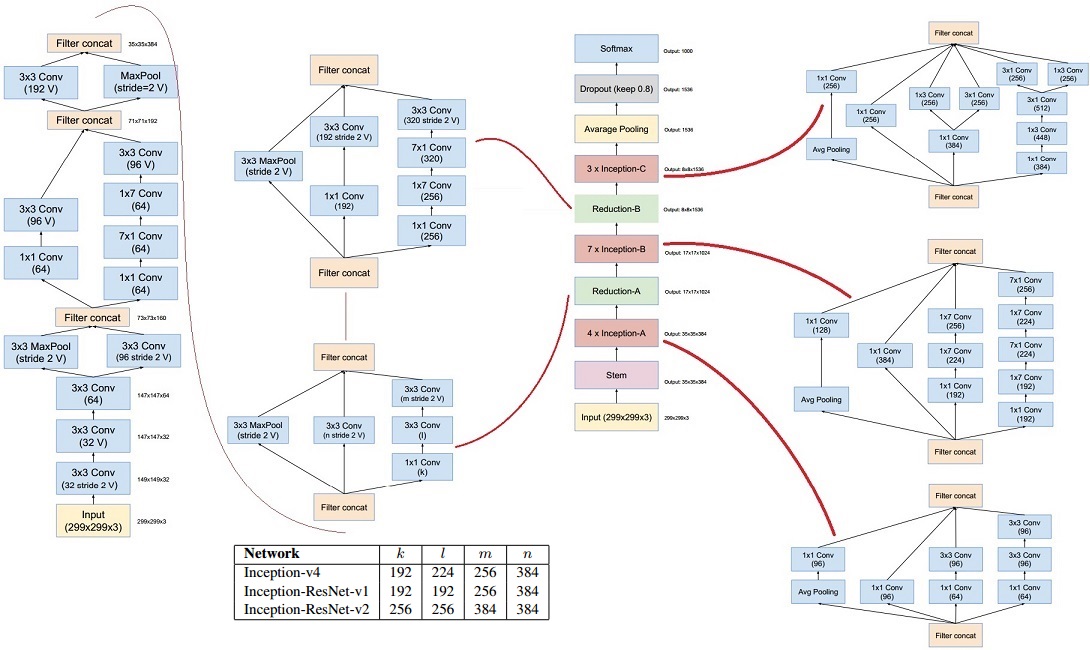 Filter concat
35x35x384
3x3 Conv
(192 V)
MaxPool
(stride=2 V)
Filter concat
71x71x192
3x3 Conv
(96 V)
1x7 Conv
(64)
3x3 Conv
(96 V)
7x1 Conv
(64)
1x1 Conv
(64)
1x1 Conv
(64)
Filter concat
73x73x160
3x3 MaxPool
(stride 2 V)
3x3 Conv
(96 stride 2 V)
3x3 Conv
(64)
147x147x64
3x3 Conv
(32 V)
147x147x32
3x3 Conv
(32 stride 2 V)
149x149x32
Input
(299x299x3)
299x299x3
Filter concat
3x3 Conv
(320 stride 2 V)
3x3 Conv
(192 stride 2 V)
7x1 Conv
(320)
3x3 MaxPool
(stride 2 V)
1x7 Conv
(256)
1x1 Conv
(192)
1x1 Conv
(256)
Filter concat
Filter concat
3x3 Conv
(m stride 2 V)
3x3 MaxPool
(stride 2 V)
3x3 Conv
(n stride 2 V)
3x3 Conv
(l)
1x1 Conv
(k)
Filter concat
Network k l m n
Inception-v4 192 224 256 384
Inception-ResNet-v1 192 192 256 384
Inception-ResNet-v2 256 256 384 384
Softmax
Output: 1000
Dropout (keep 0.8)
Output: 1536
Avarage Pooling
Output: 1536
3 x Inception-C
Output: 8x8x1536
Reduction-B
Output: 8x8x1536
7 x Inception-B
Output: 17x17x1024
Reduction-A
Output: 17x17x1024
4 x Inception-A
Output: 35x35x384
Stem
Output: 35x35x384
Input (299x299x3)
299x299x3
Filter concat
1x1 Conv
(256)
3x1 Conv
(256)
1x3 Conv
(256)
1x3 Conv
(256)
3x1 Conv
(256)
3x1 Conv
(512)
1x1 Conv
(256)
1x3 Conv
(448)
Avg Pooling
1x1 Conv
(384)
1x1 Conv
(384)
Filter concat
Filter concat
7x1 Conv
(256)
1x1 Conv
(128)
1x7 Conv
(256)
1x7 Conv
(224)
1x1 Conv
(384)
1x7 Conv
(224)
7x1 Conv
(224)
1x7 Conv
(192)
Avg Pooling
1x1 Conv
(192)
1x1 Conv
(192)
Filter concat
Filter concat
3x3 Conv
(96)
1x1 Conv
(96)
3x3 Conv
(96)
3x3 Conv
(96)
Avg Pooling
1x1 Conv
(96)
1x1 Conv
(64)
1x1 Conv
(64)
Filter concat